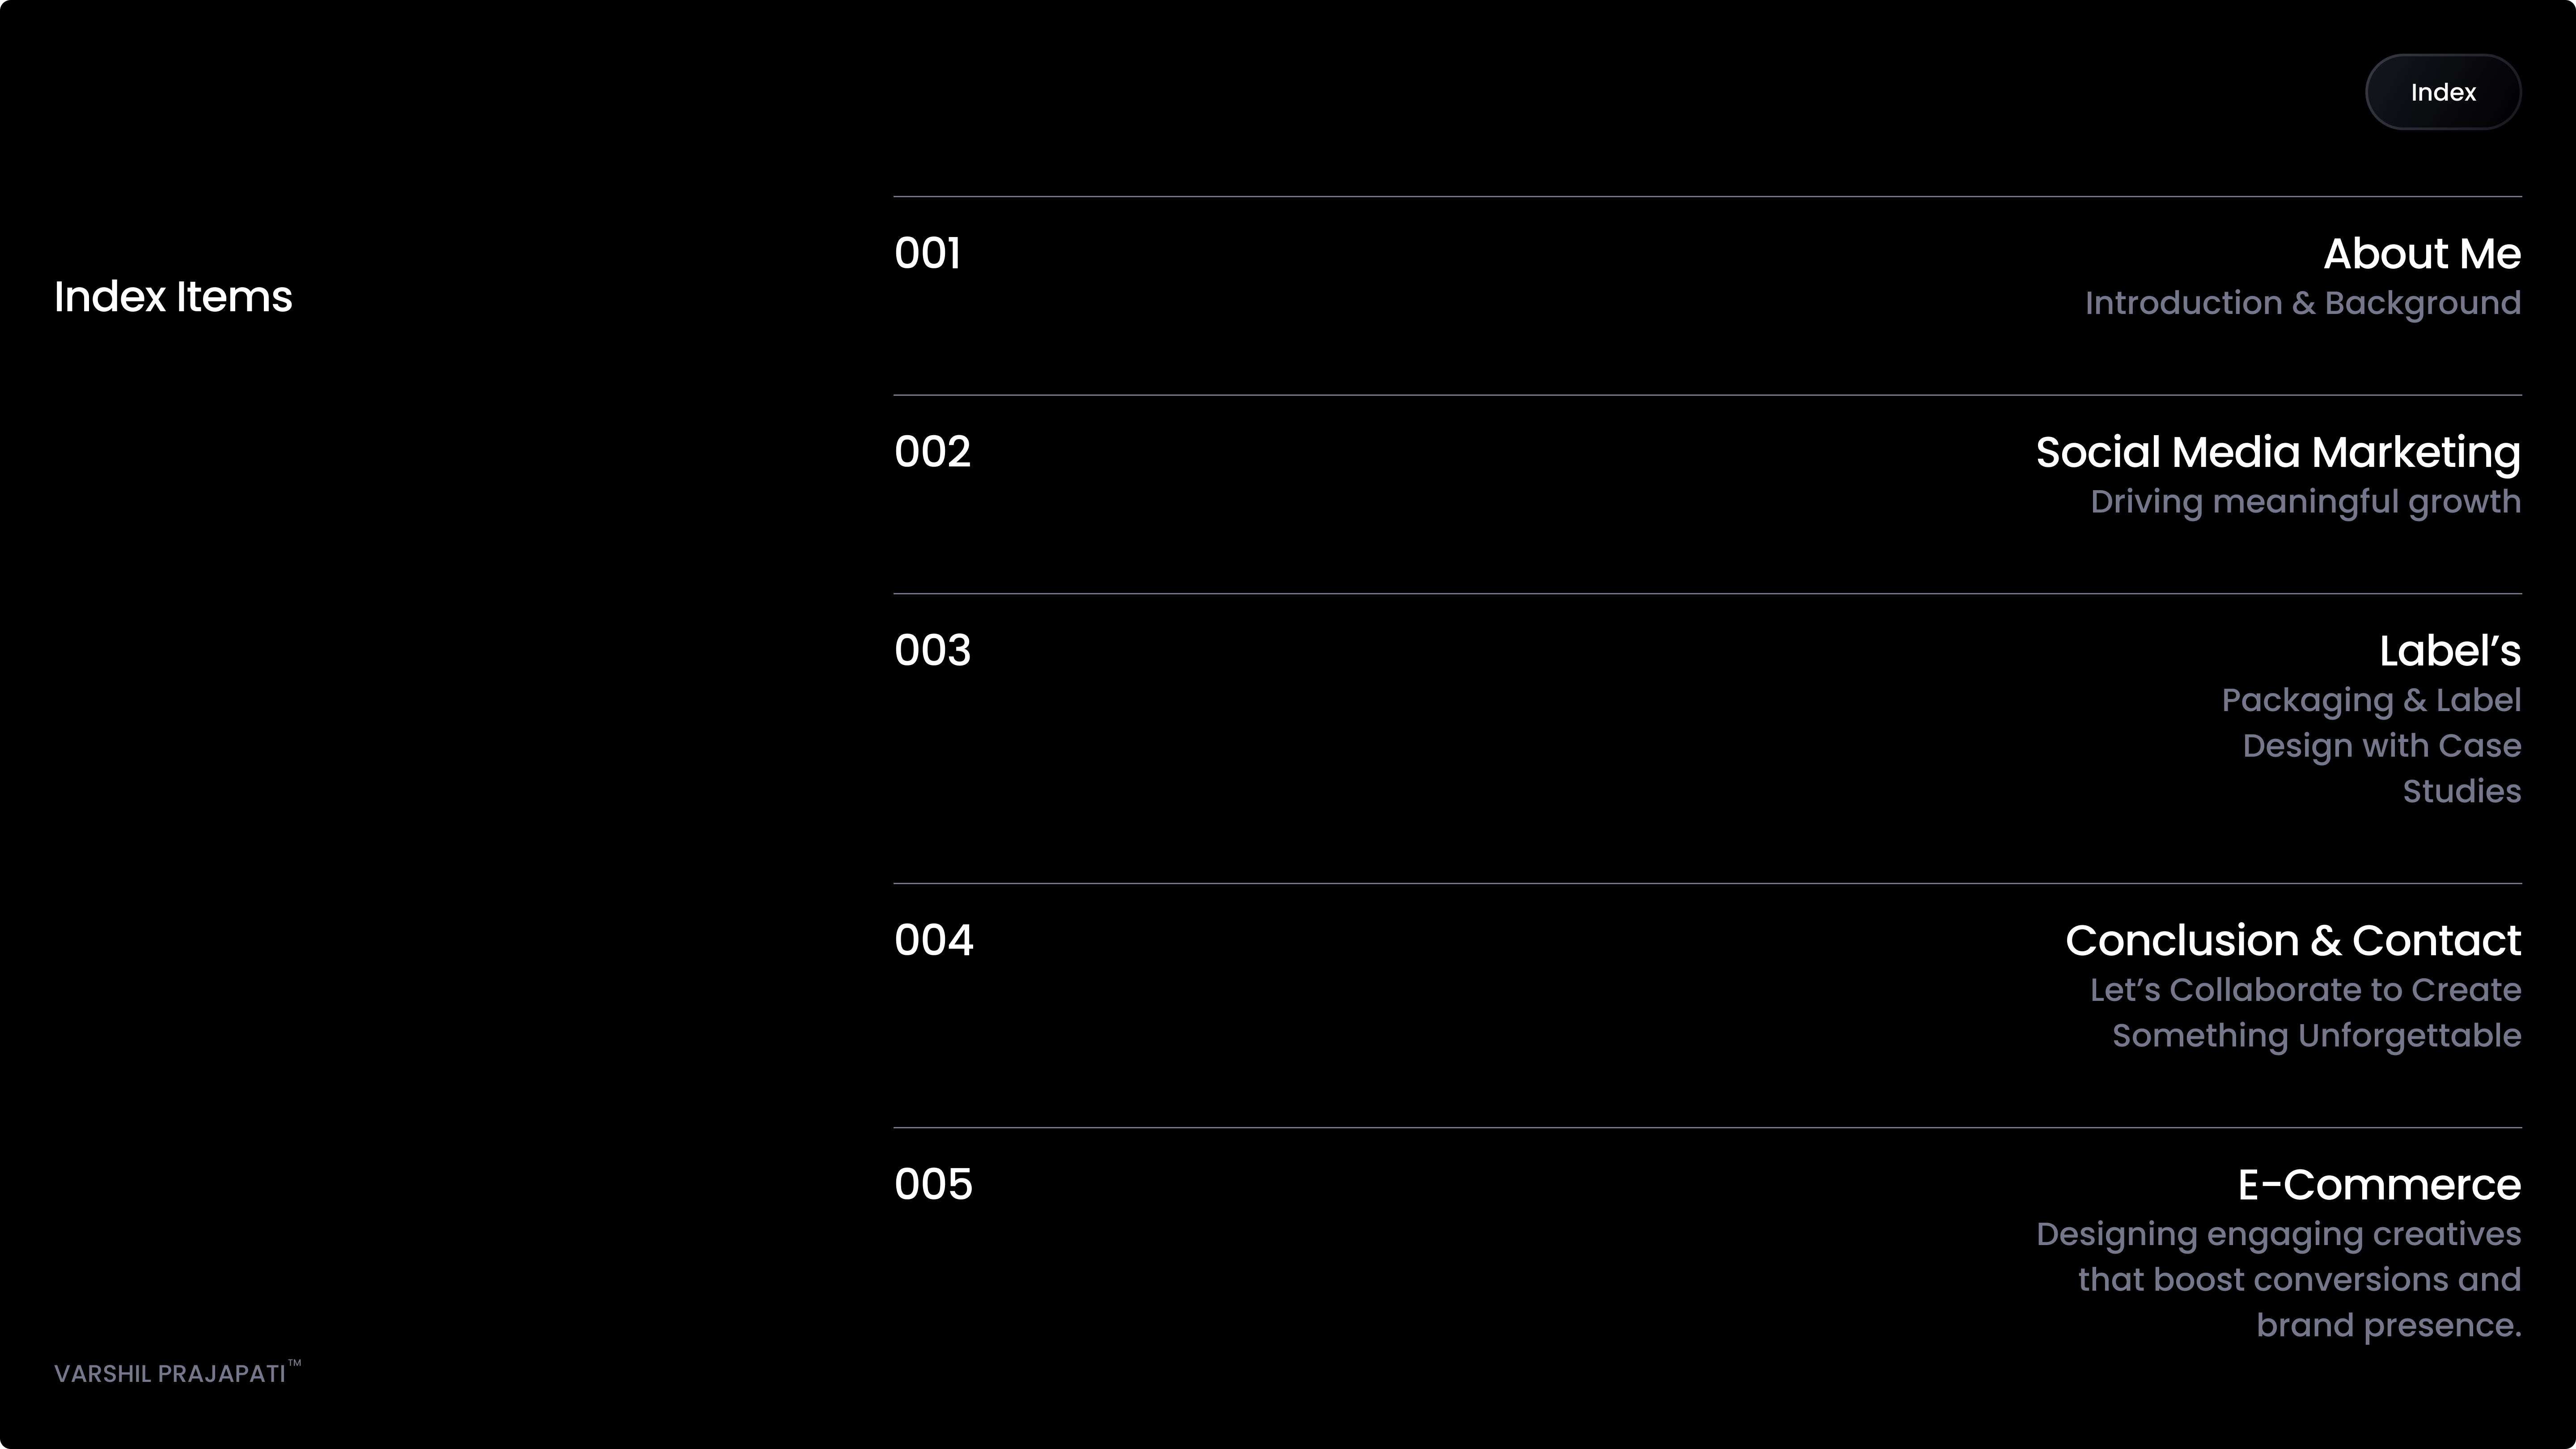 Index
Index Items
001
About Me
Introduction & Background
002
Social Media Marketing
Driving meaningful growth
003
Label’s
Packaging & Label
Design with Case
Studies
004
Conclusion & Contact
Let’s Collaborate to Create
Something Unforgettable
005
E-Commerce
Designing engaging creatives
that boost conversions and
brand presence.
VARSHIL PRAJAPATI™